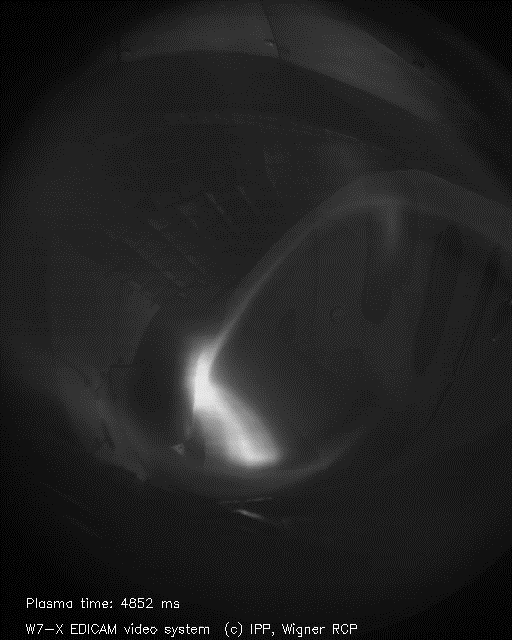 Plasma time: 4852 ms
W7-X EDICAM video system (c) IPP, Wigner RCP